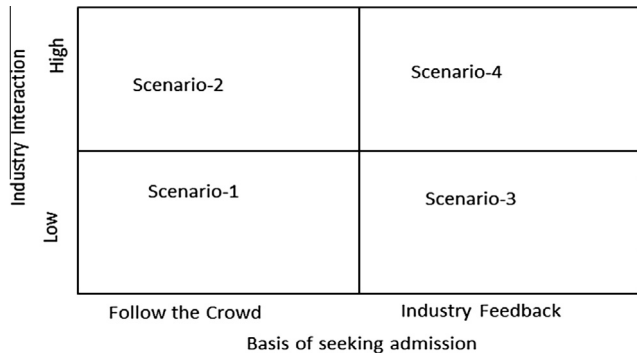 Industry Interaction
High
Low
Scenario-2
Scenario-4
Scenario-1
Scenario-3
Follow the Crowd
Industry Feedback
Basis of seeking admission